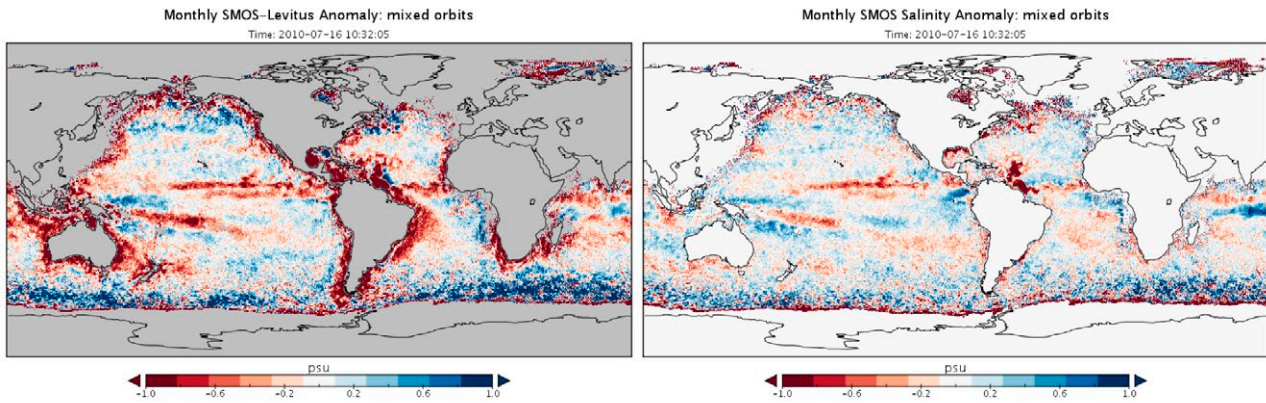 Monthly SMOS-Levitus Anomaly: mixed orbits
Time: 2010-07-16 10:32:05
psu
-1.0 -0.6 -0.2 0.2 0.6 1.0
Monthly SMOS Salinity Anomaly: mixed orbits
Time: 2010-07-16 10:32:05
psu
-1.0 -0.6 -0.2 0.2 0.6 1.0